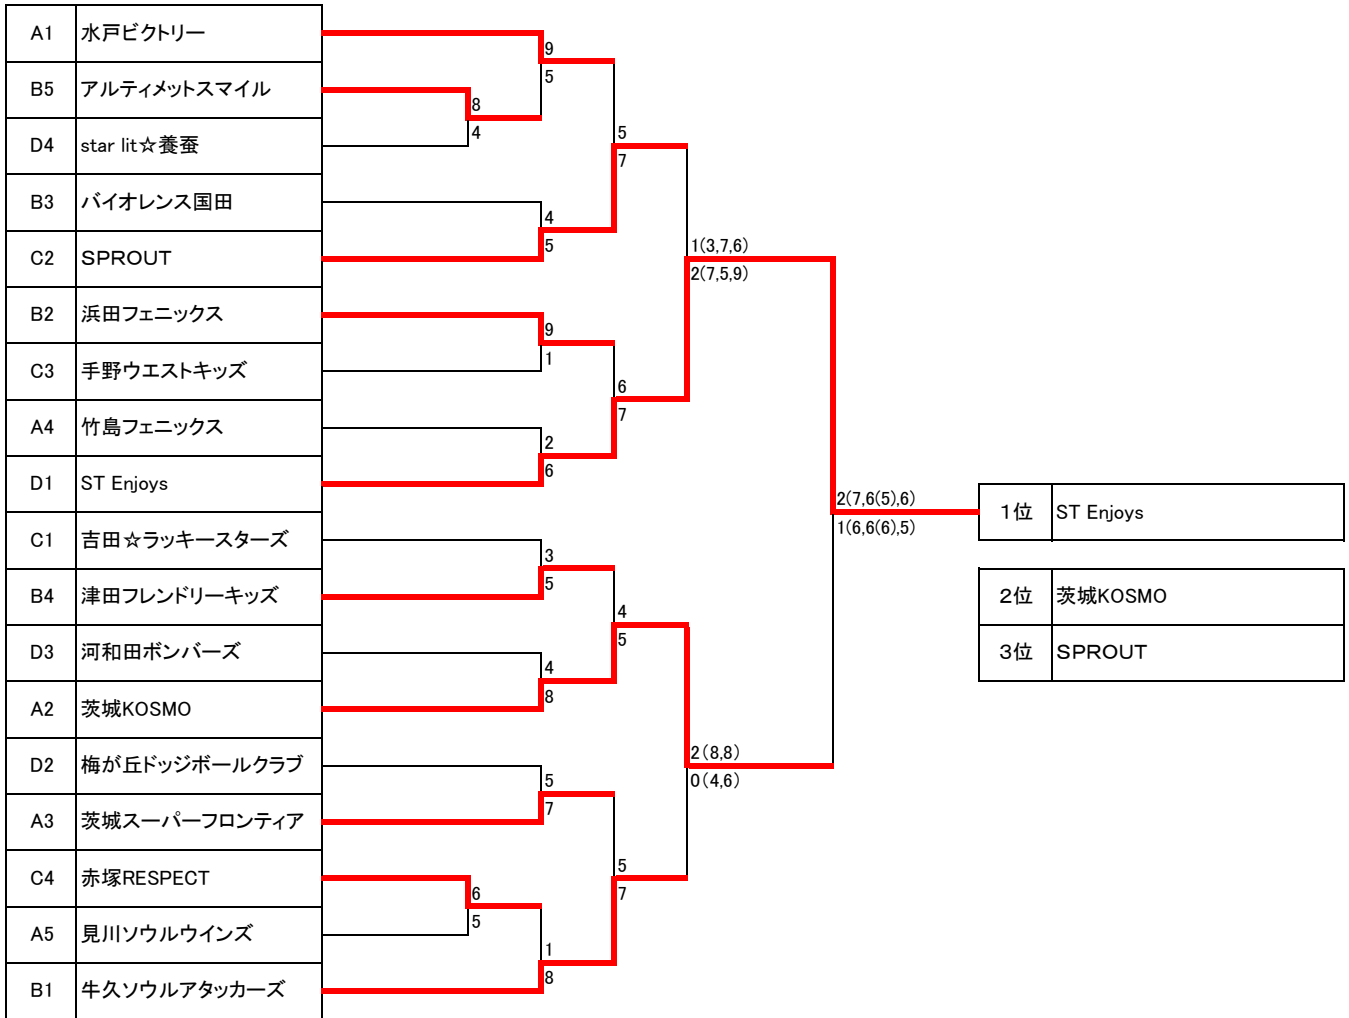 A1 水戸ビクトリー
9
5
B5 アルティメットスマイル
8
4
D4 star lit☆養蚕
5
7
B3 バイオレンス国田
4
5
C2 SPROUT
1(3,7,6)
2(7,5,9)
B2 浜田フェニックス
9
1
C3 手野ウエストキッズ
6
7
A4 竹島フェニックス
2
6
D1 ST Enjoys
2(7,6(5),6)
1(6,6(6),5)
1位 ST Enjoys
C1 吉田☆ラッキースターズ
3
5
B4 津田フレンドリーキッズ
2位 茨城KOSMO
4
5
D3 河和田ボンバーズ
3位 SPROUT
4
8
A2 茨城KOSMO
2(8,8)
0(4,6)
D2 梅が丘ドッジボールクラブ
5
7
A3 茨城スーパーフロンティア
5
7
C4 赤塚RESPECT
6
5
A5 見川ソウルウインズ
1
8
B1 牛久ソウルアタッカーズ